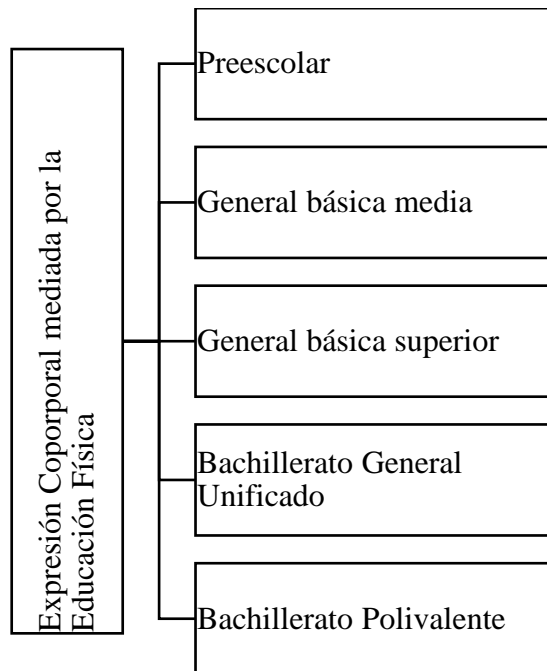 Expresión Coporporal mediada por la
Educación Física
Preescolar
General básica media
General básica superior
Bachillerato General
Unificado
Bachillerato Polivalente